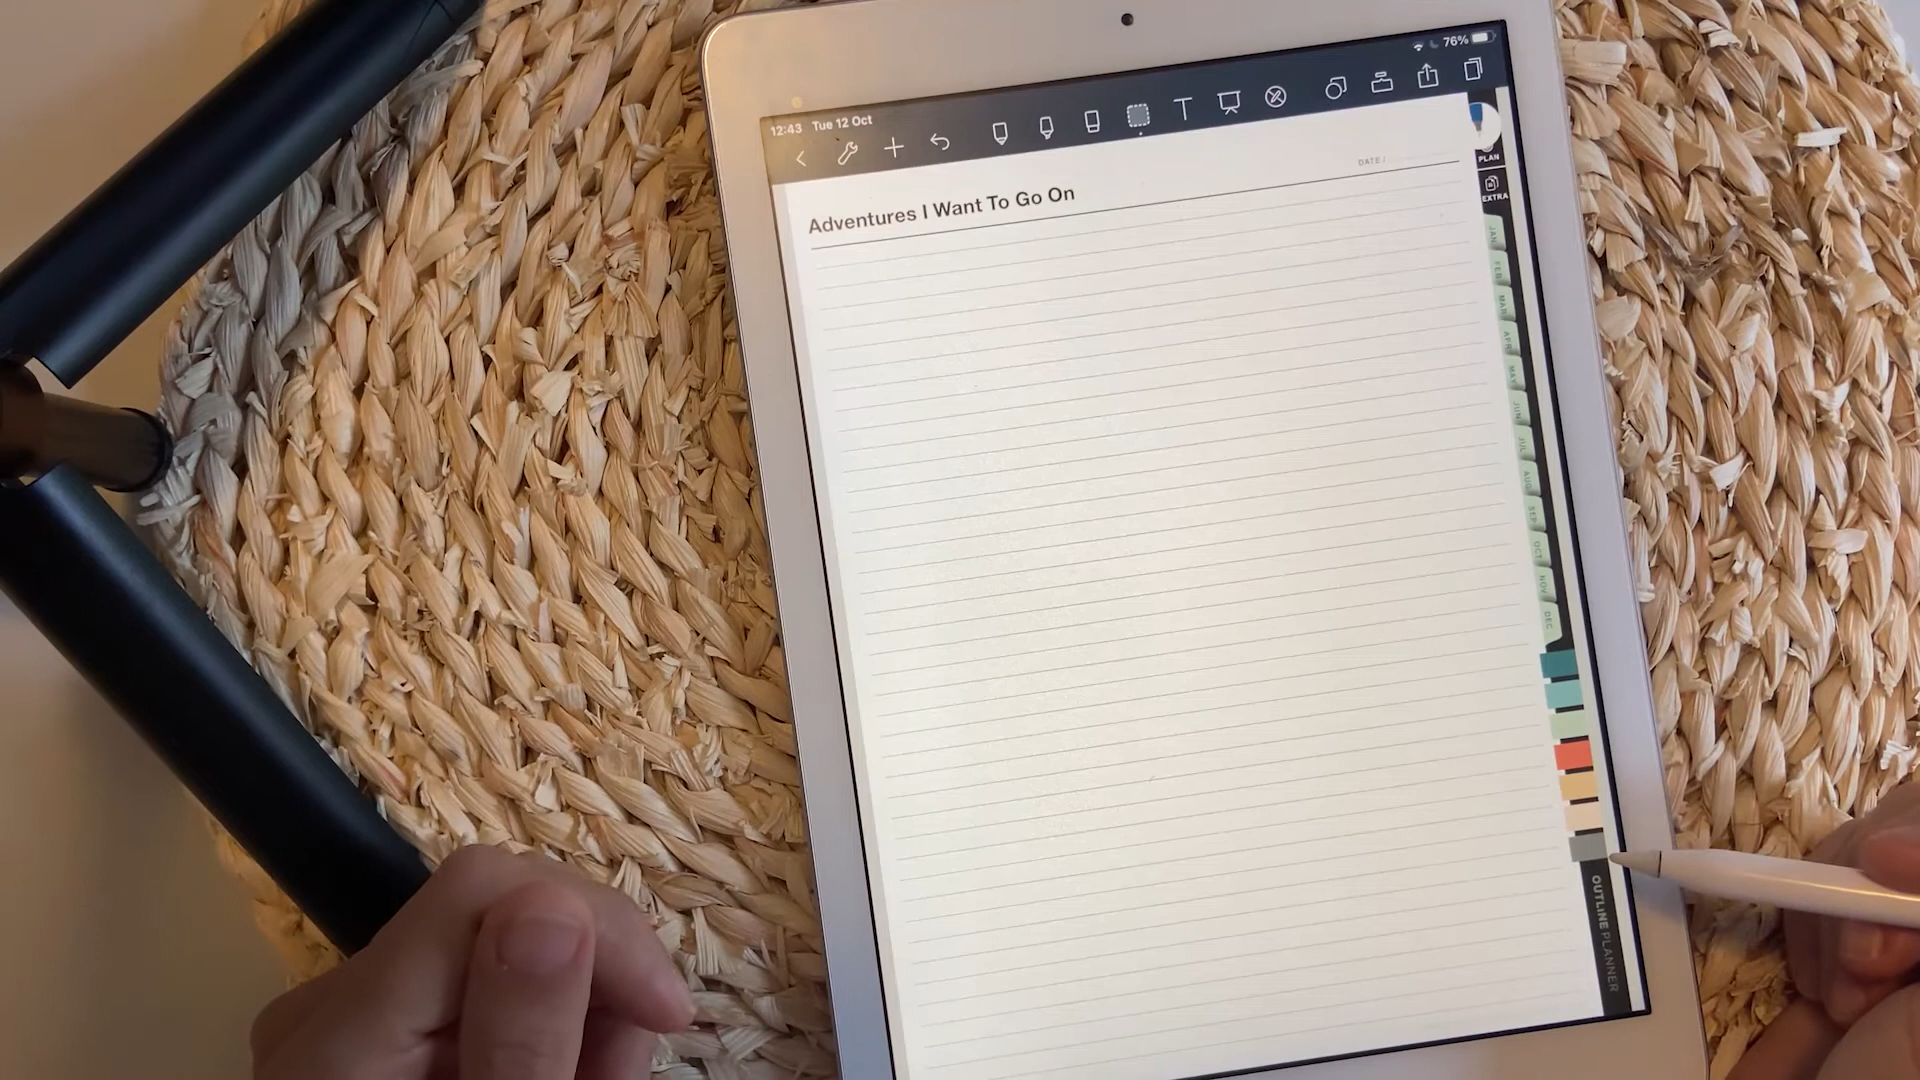 76%
12:43 Tue 12 Oct
DATE /
PLAN
Adventures I Want To Go On
EXTRA
JAN
FEB
MAR
APR
MAY
JUN
JUL
AUG
SEP
OCT
NOV
DEC
OUTLINE PLANNER